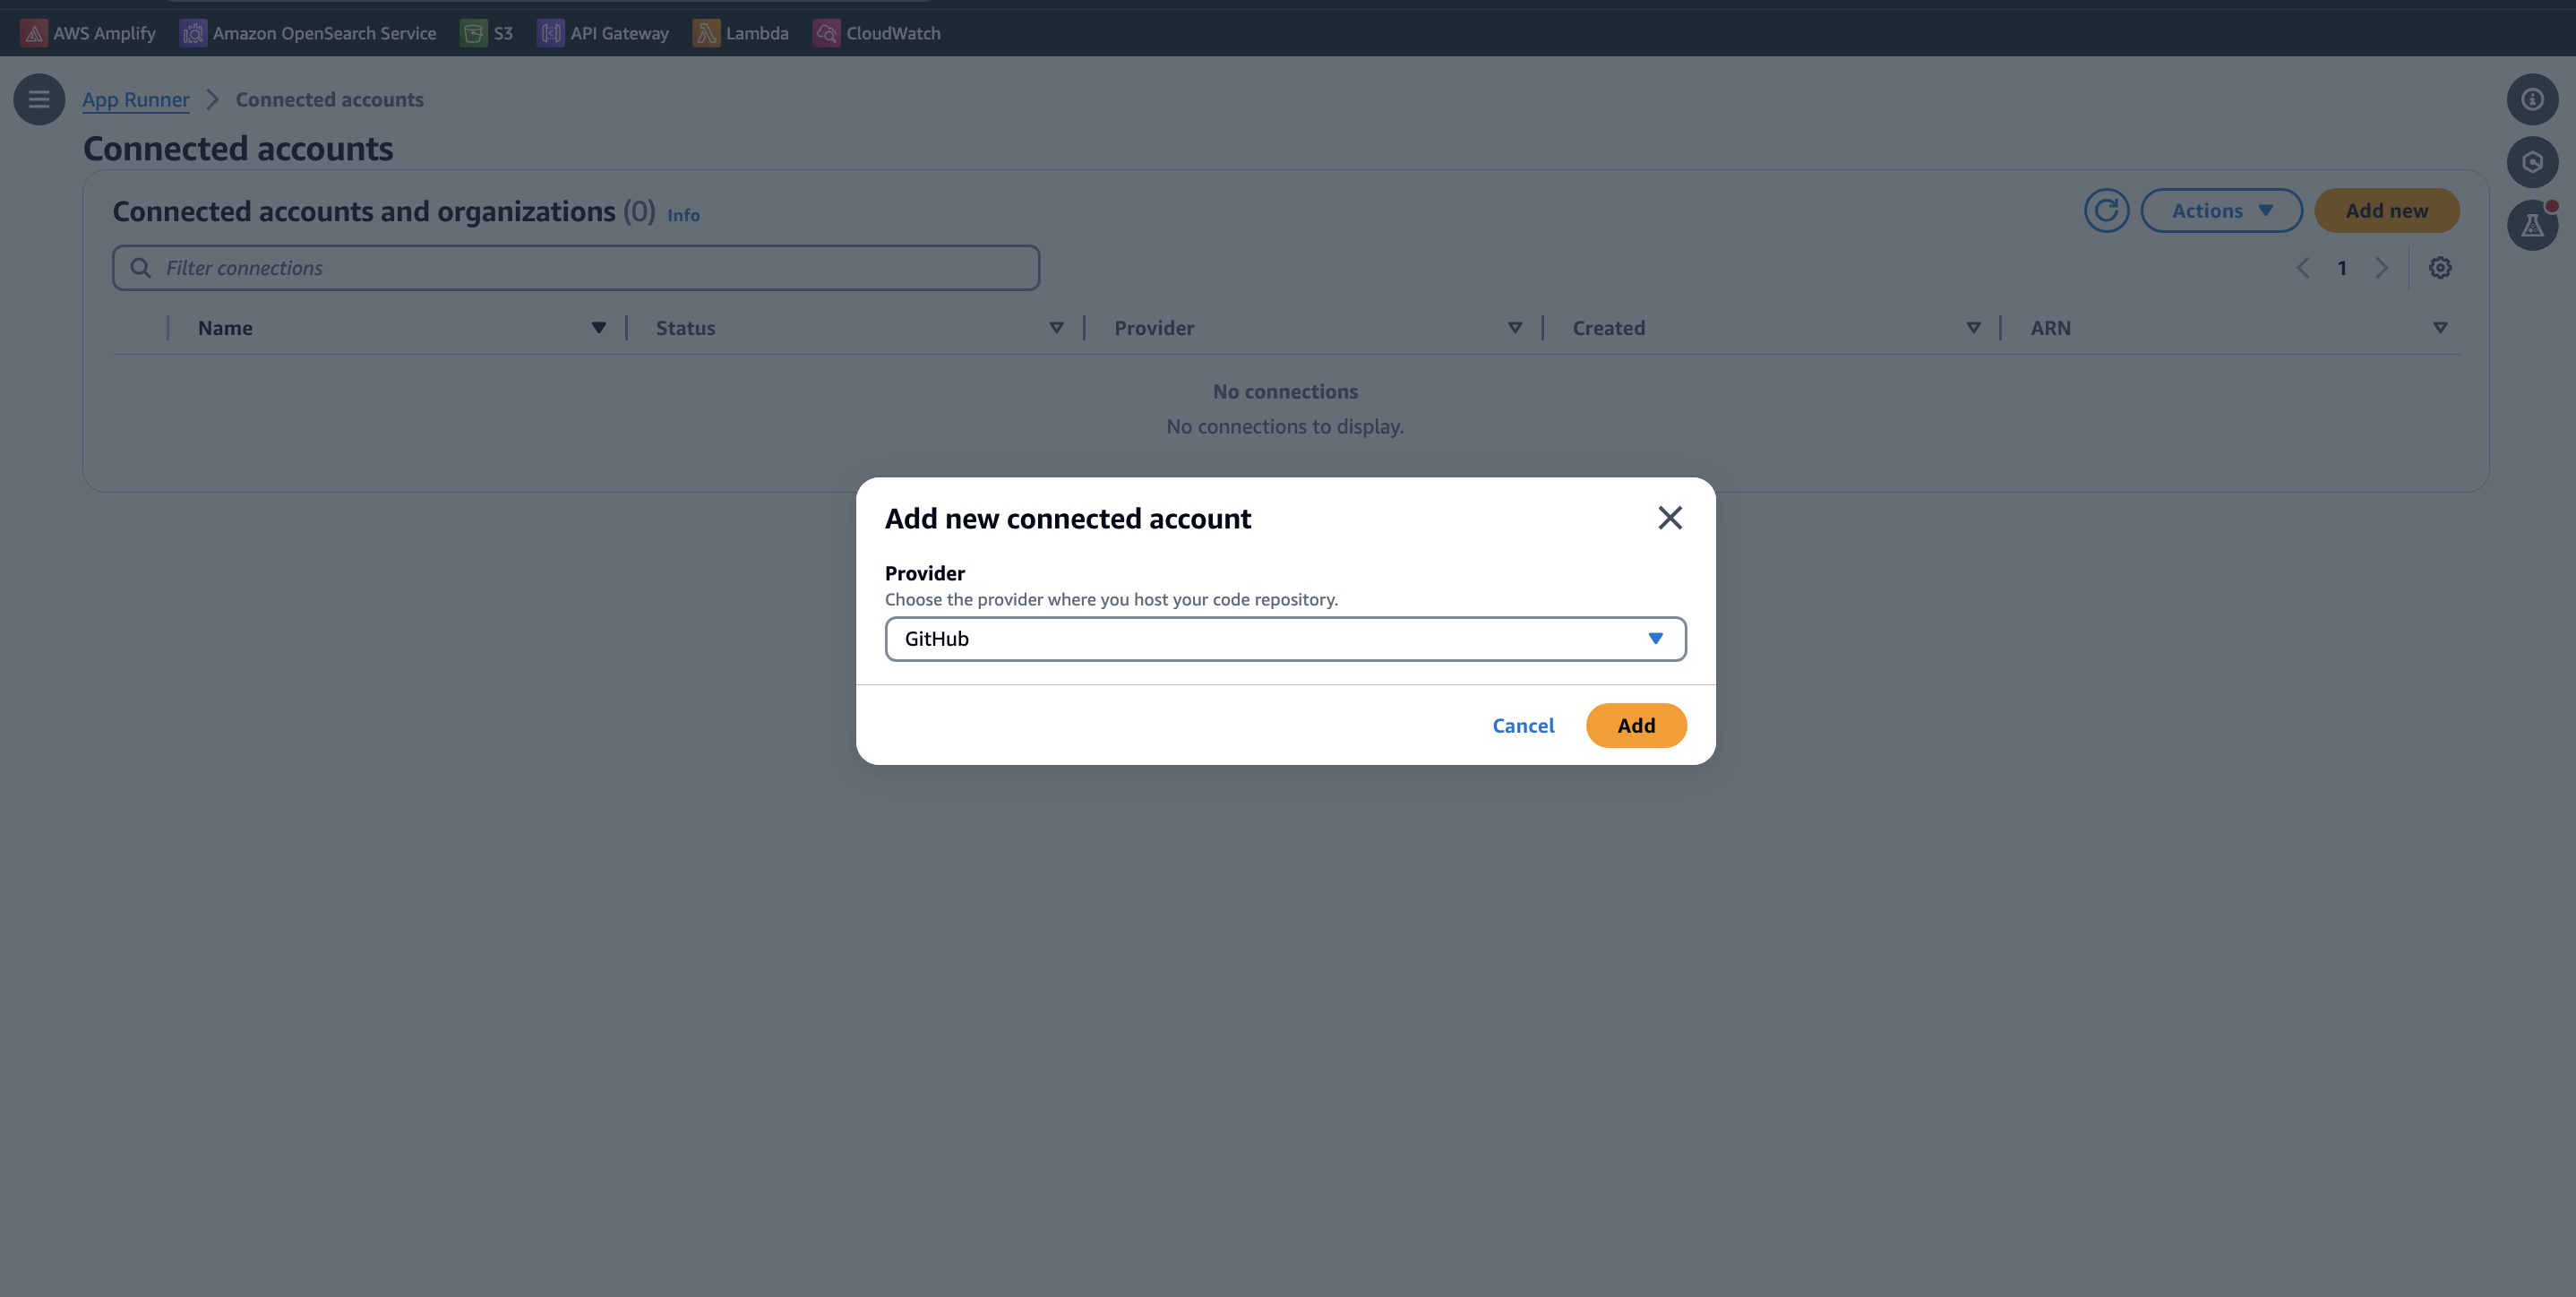 AWS Amplify Amazon OpenSearch Service S3 API Gateway Lambda CloudWatch
App Runner Connected accounts
Connected accounts
Connected accounts and organizations (0) Info Actions Add new
Filter connections 1
Name Status Provider Created ARN
No connections
No connections to display.
Add new connected account
Provider
Choose the provider where you host your code repository.
GitHub
Cancel Add